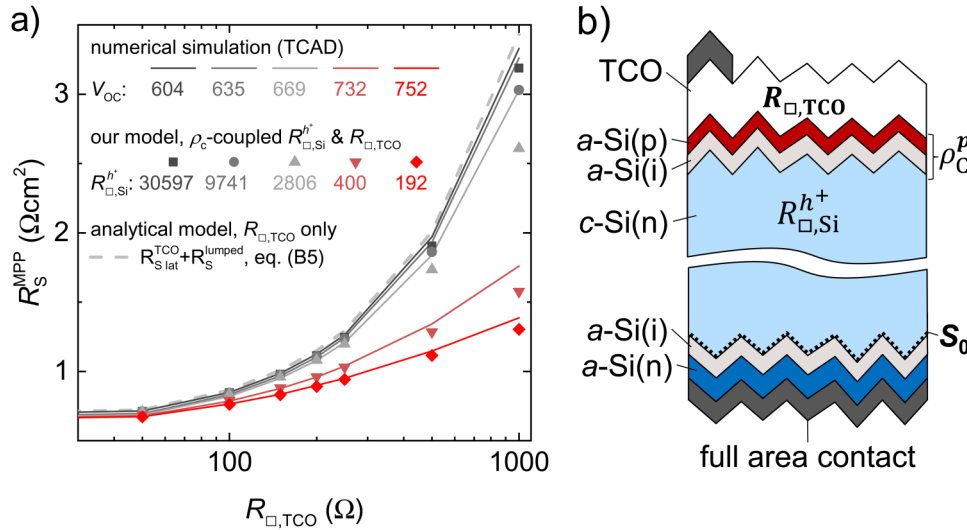 a)
numerical simulation (TCAD)
V_OC: 604 635 669 732 752
our model, ρ_c-coupled R_□,Si^h+ & R_□,TCO
R_□,Si^h+: 30597 9741 2806 400 192
analytical model, R_□,TCO only
R_S lat^TCO+R_S^lumped, eq. (B5)
R_S^MPP (Ωcm²)
3
2
1
100
1000
R_□,TCO (Ω)
b)
TCO
R_□,TCO
a-Si(p)
a-Si(i)
ρ_C^p
c-Si(n)
R_□,Si^h+
a-Si(i)
S_0
a-Si(n)
full area contact